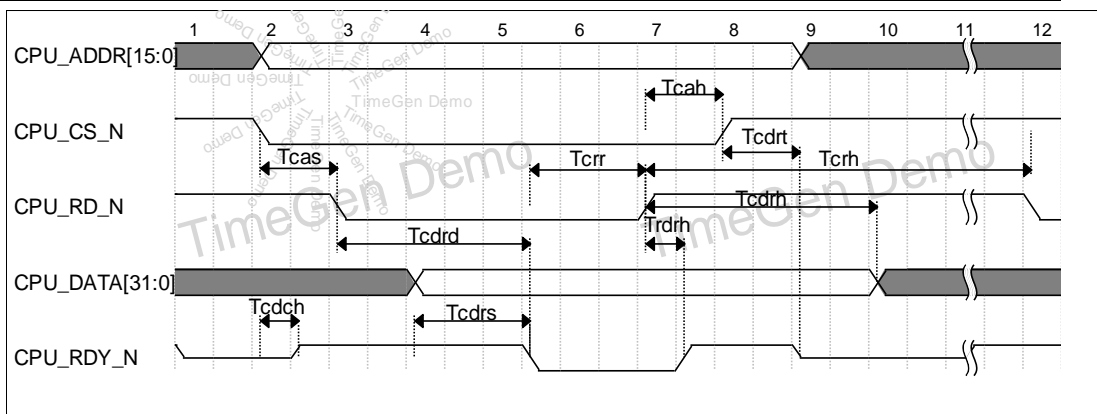 1 2 3 4 5 6 7 8 9 10 11 12
CPU_ADDR[15:0]
Tcah
CPU_CS_N
Tcdrt
Tcas
Tcrr
Tcrh
CPU_RD_N
Tcdrh
Tcdrd
Trdrh
CPU_DATA[31:0]
Tcdch
Tcdrs
CPU_RDY_N
TimeGen Demo
TimeGen Demo
TimeGen Demo